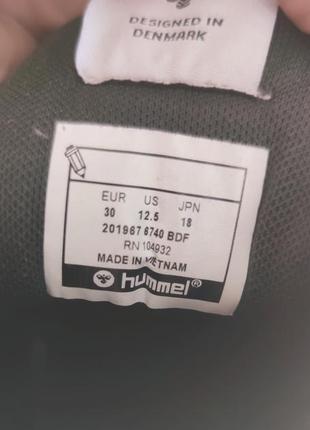 DESIGNED IN
DENMARK
EUR US JPN
30 12.5 18
201967 6740 BDF
RN 104932
MADE IN VIETNAM
hummel®